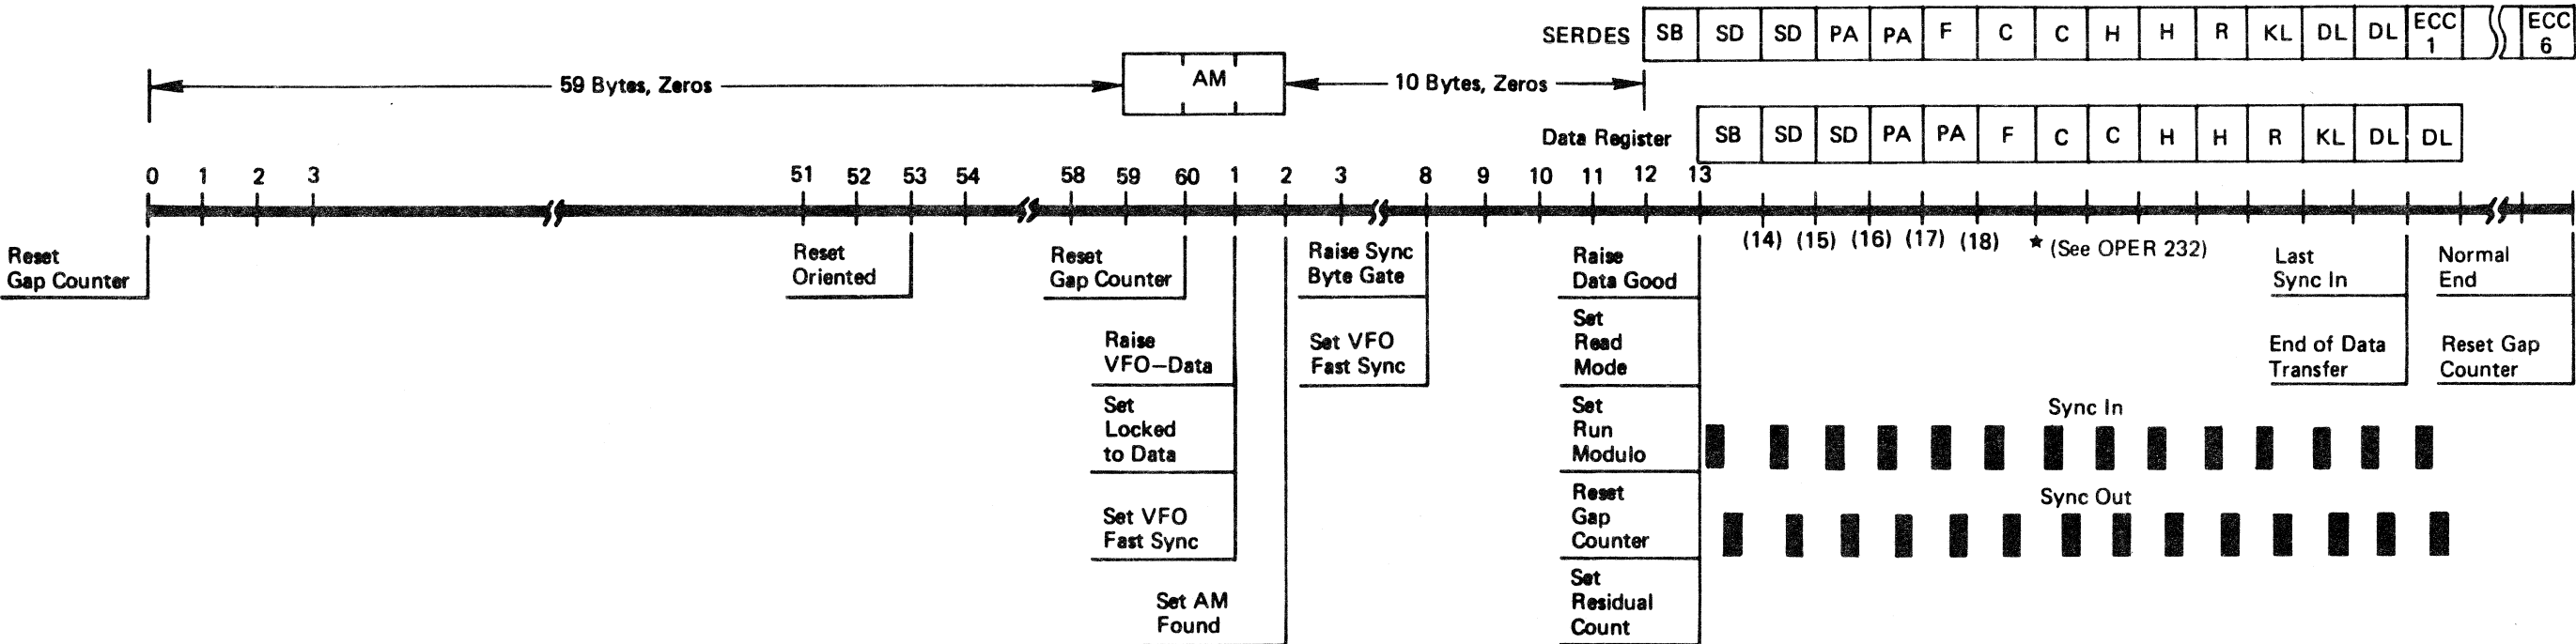 SERDES SB SD SD PA PA F C C H H R KL DL DL ECC 1 ECC 6
59 Bytes, Zeros AM 10 Bytes, Zeros
Data Register SB SD SD PA PA F C C H H R KL DL DL
0 1 2 3 51 52 53 54 58 59 60 1 2 3 8 9 10 11 12 13
(14) (15) (16) (17) (18) ★ (See OPER 232)
Reset
Gap Counter
Reset
Oriented
Reset
Gap Counter
Raise
VFO–Data
Set
Locked
to Data
Set VFO
Fast Sync
Set AM
Found
Raise Sync
Byte Gate
Set VFO
Fast Sync
Raise
Data Good
Set
Read
Mode
Set
Run
Modulo
Reset
Gap
Counter
Set
Residual
Count
Last
Sync In
End of Data
Transfer
Normal
End
Reset Gap
Counter
Sync In
Sync Out